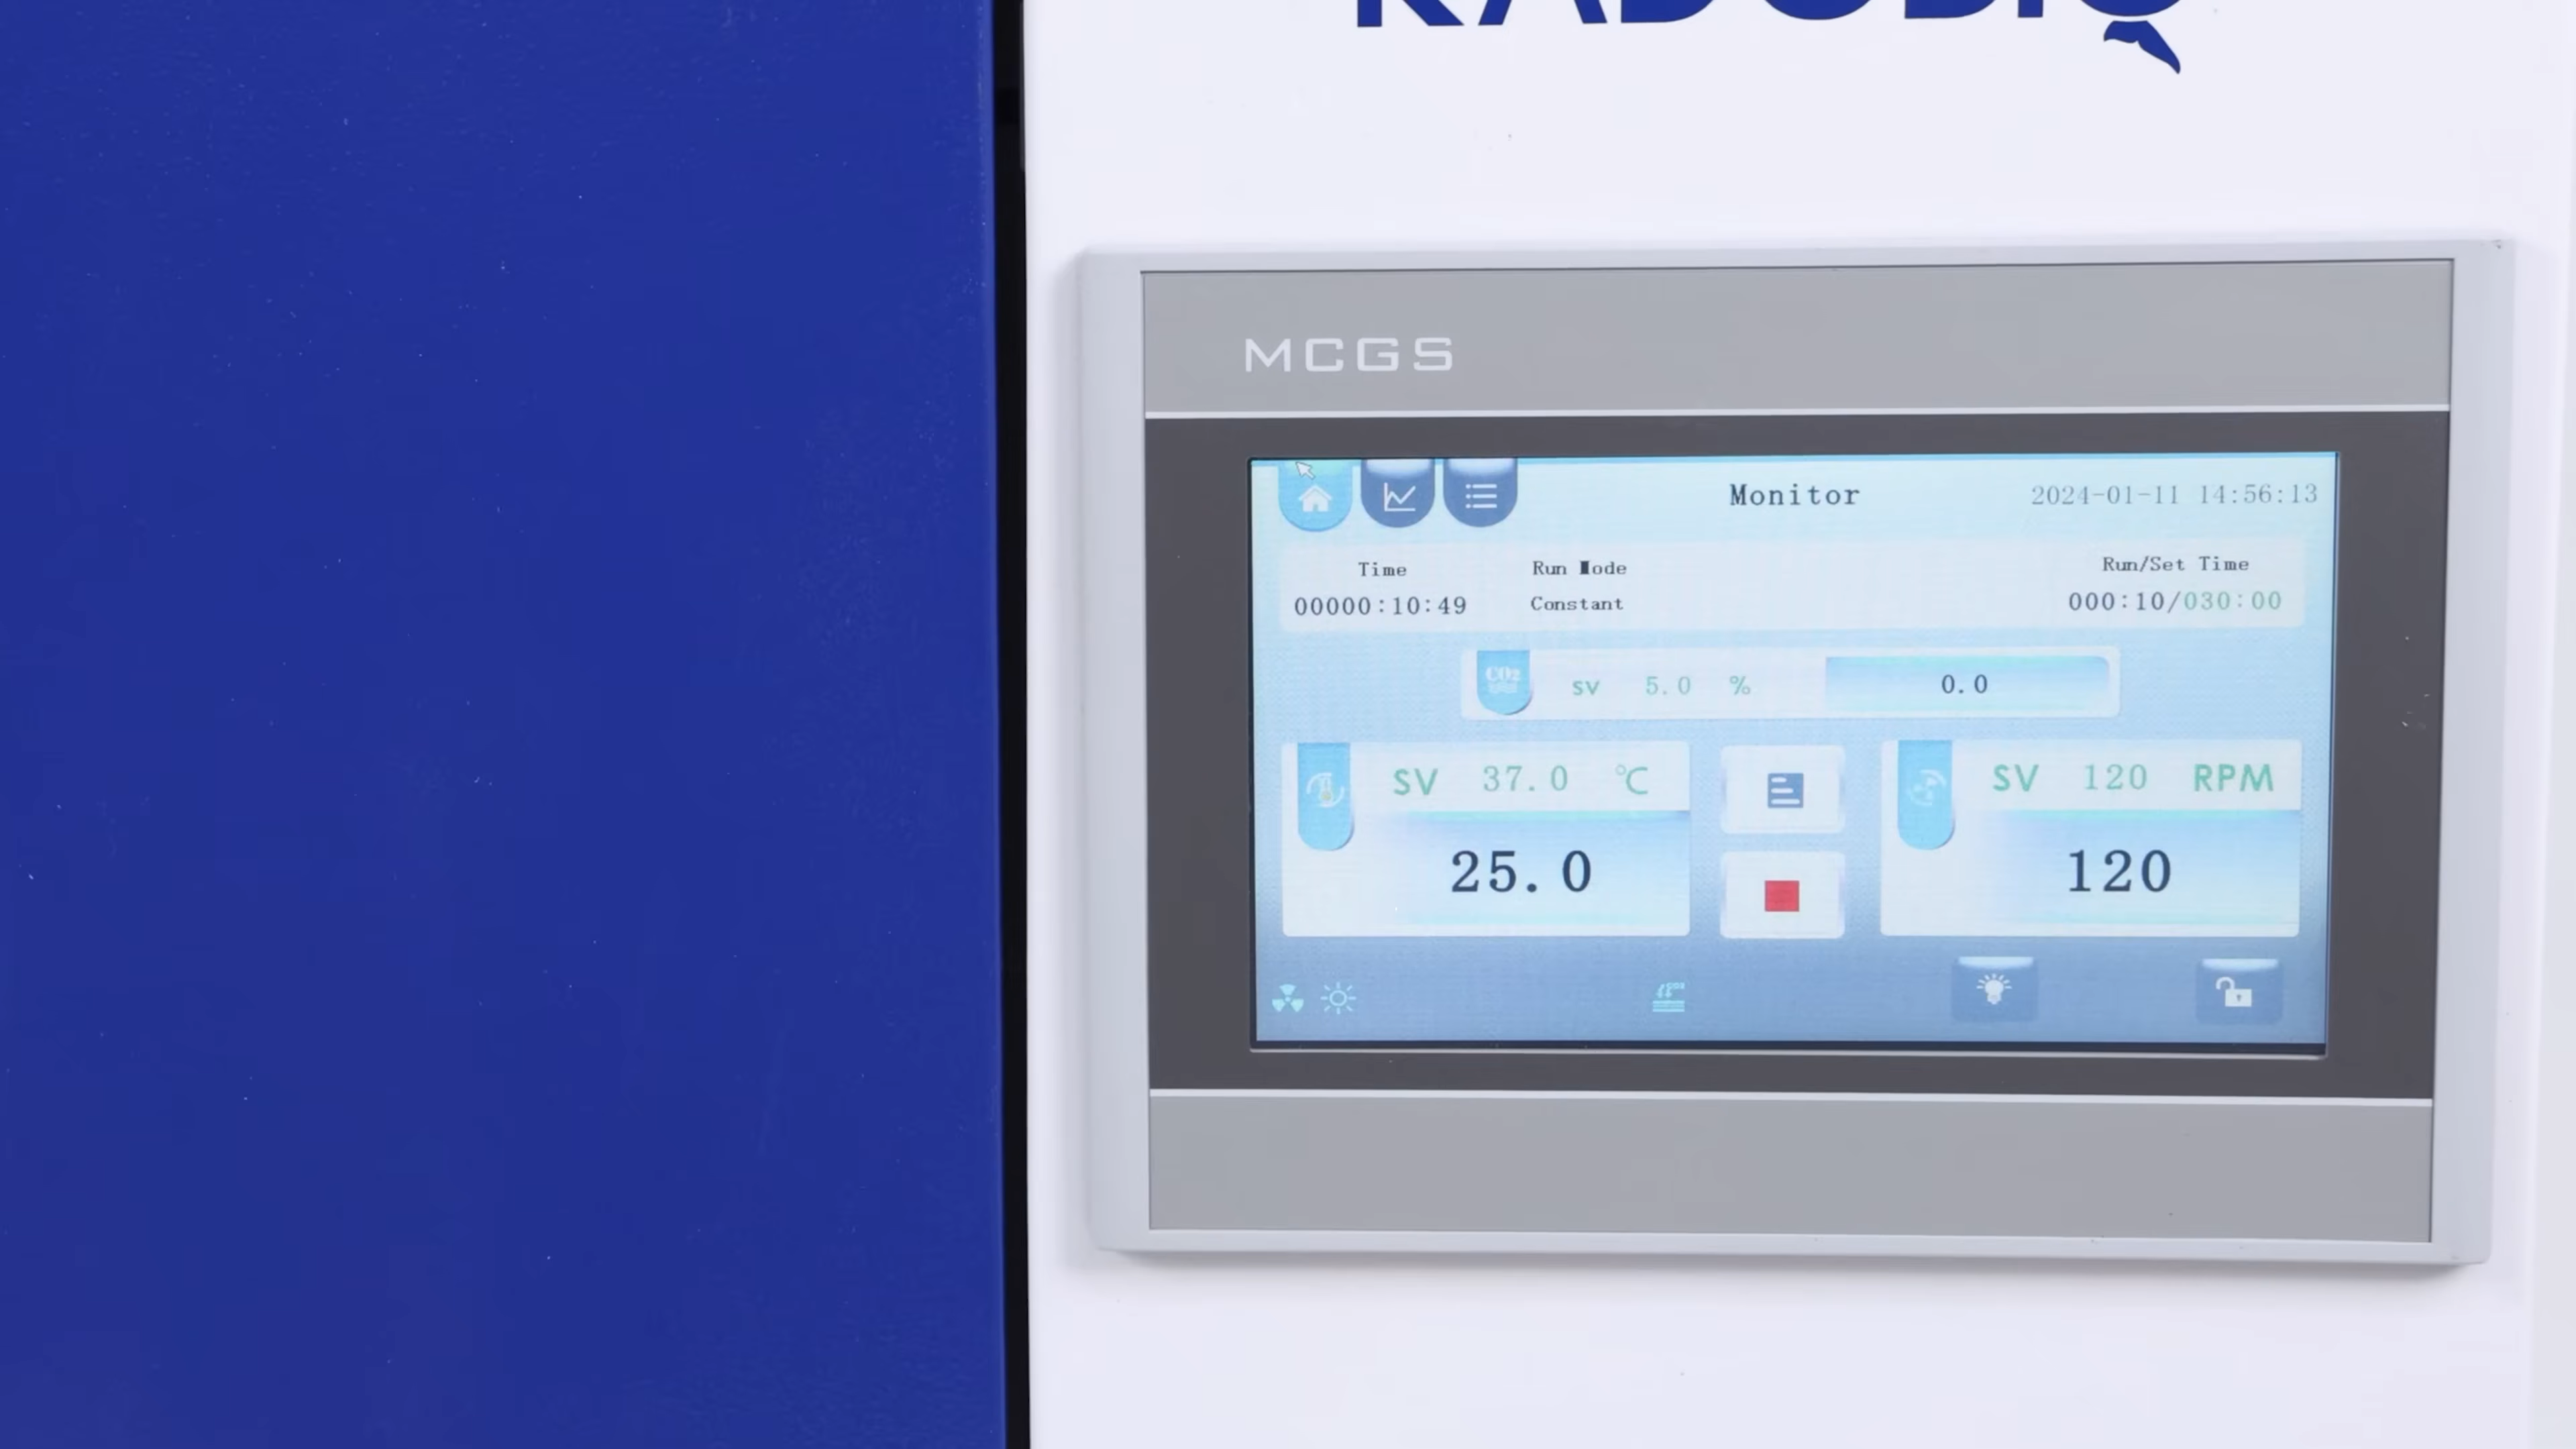 MCGS
Monitor
2024-01-11 14:56:13
Time
Run Mode
Run/Set Time
00000:10:49
Constant
000:10/030:00
CO2
SV 5.0 %
0.0
SV 37.0 ℃
SV 120 RPM
25.0
120